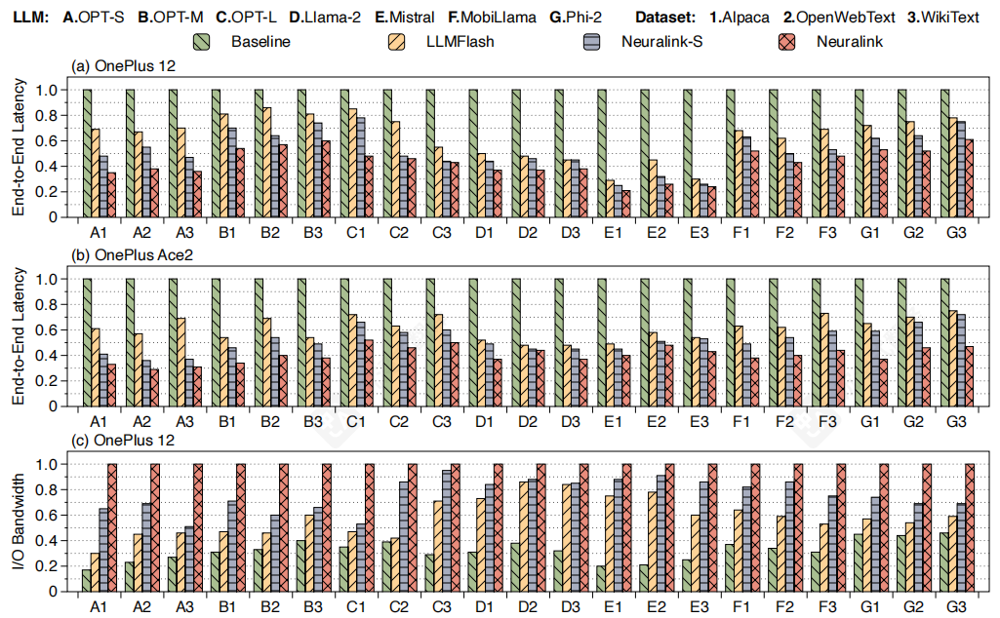 LLM: A.OPT-S B.OPT-M C.OPT-L D.Llama-2 E.Mistral F.MobiLlama G.Phi-2 Dataset: 1.Alpaca 2.OpenWebText 3.WikiText
Baseline LLMFlash Neuralink-S Neuralink
(a) OnePlus 12
End-to-End Latency
1.0
0.8
0.6
0.4
0.2
0
A1 A2 A3 B1 B2 B3 C1 C2 C3 D1 D2 D3 E1 E2 E3 F1 F2 F3 G1 G2 G3
(b) OnePlus Ace2
End-to-End Latency
1.0
0.8
0.6
0.4
0.2
0
A1 A2 A3 B1 B2 B3 C1 C2 C3 D1 D2 D3 E1 E2 E3 F1 F2 F3 G1 G2 G3
(c) OnePlus 12
I/O Bandwidth
1.0
0.8
0.6
0.4
0.2
0
A1 A2 A3 B1 B2 B3 C1 C2 C3 D1 D2 D3 E1 E2 E3 F1 F2 F3 G1 G2 G3